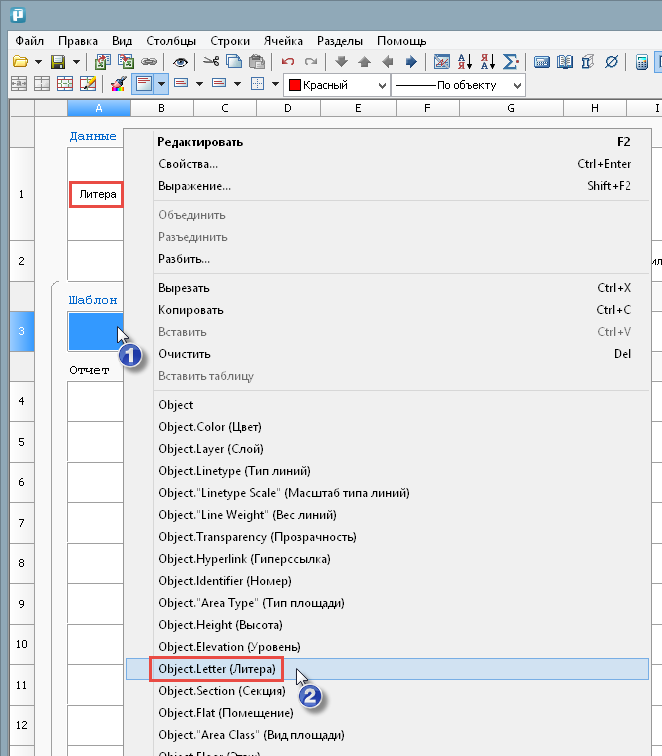 Файл Правка Вид Столбцы Строки Ячейка Разделы Помощь
Красный По объекту
A B C D E F G H I
Данные
Редактировать F2
Свойства... Ctrl+Enter
1 Литера Выражение... Shift+F2
Объединить
Разъединить
2 Разбить...
Вырезать Ctrl+X
Шаблон Копировать Ctrl+C
3 Вставить Ctrl+V
1 Очистить Del
Отчет Вставить таблицу
4 Object
Object.Color (Цвет)
5 Object.Layer (Слой)
Object.Linetype (Тип линий)
6 Object."Linetype Scale" (Масштаб типа линий)
7 Object."Line Weight" (Вес линий)
Object.Transparency (Прозрачность)
8 Object.Hyperlink (Гиперссылка)
Object.Identifier (Номер)
9 Object."Area Type" (Тип площади)
Object.Height (Высота)
10 Object.Elevation (Уровень)
Object.Letter (Литера)
11 Object.Section (Секция) 2
12 Object.Flat (Помещение)
Object."Area Class" (Вид площади)
Object.Floor (Этаж)